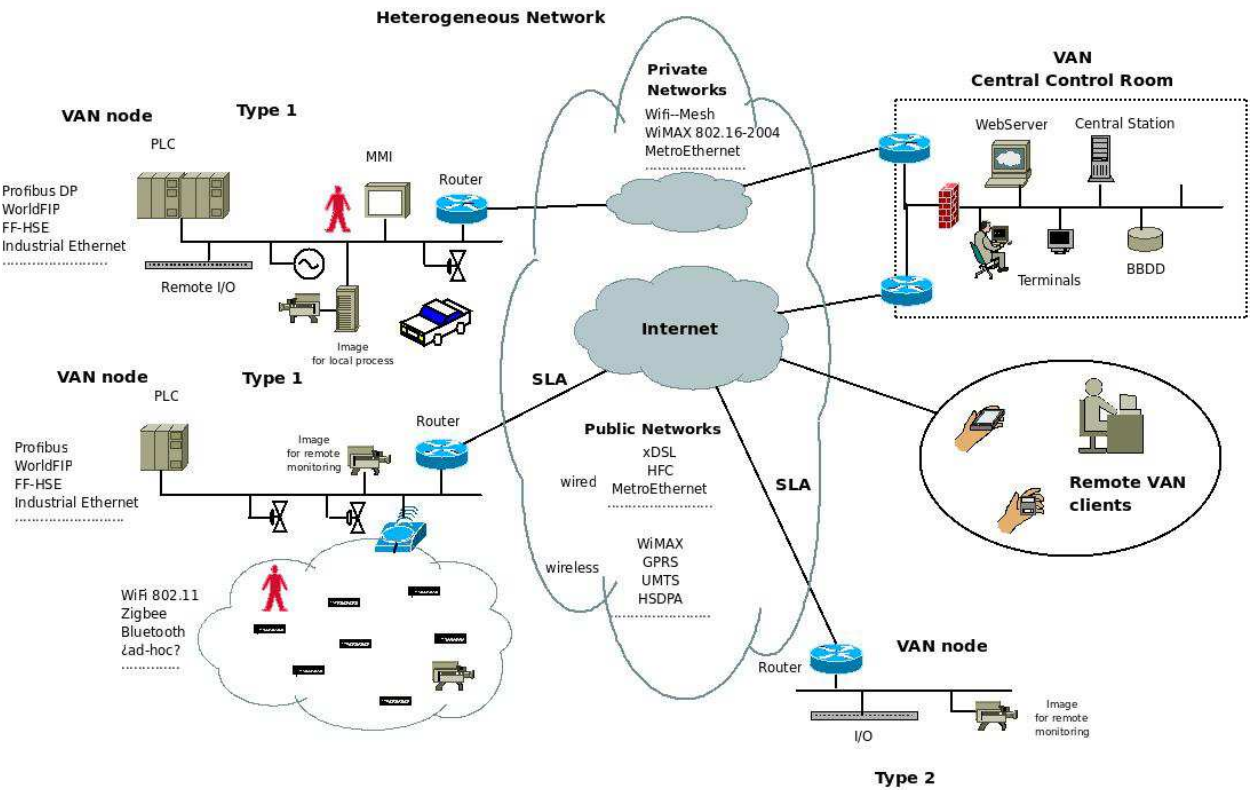 Heterogeneous Network
VAN node
Type 1
PLC
MMI
Router
Profibus DP
WorldFIP
FF-HSE
Industrial Ethernet
..........................
Remote I/O
Image
for local process
Private
Networks
Wifi--Mesh
WiMAX 802.16-2004
MetroEthernet
..........................
VAN
Central Control Room
WebServer
Central Station
Terminals
BBDD
Internet
VAN node
Type 1
PLC
Image
for remote
monitoring
Router
SLA
Profibus
WorldFIP
FF-HSE
Industrial Ethernet
...........................
WiFi 802.11
Zigbee
Bluetooth
¿ad-hoc?
..............
Public Networks
wired
xDSL
HFC
MetroEthernet
..........................
wireless
WiMAX
GPRS
UMTS
HSDPA
.........................
SLA
Remote VAN
clients
Router
VAN node
I/O
Image
for remote
monitoring
Type 2